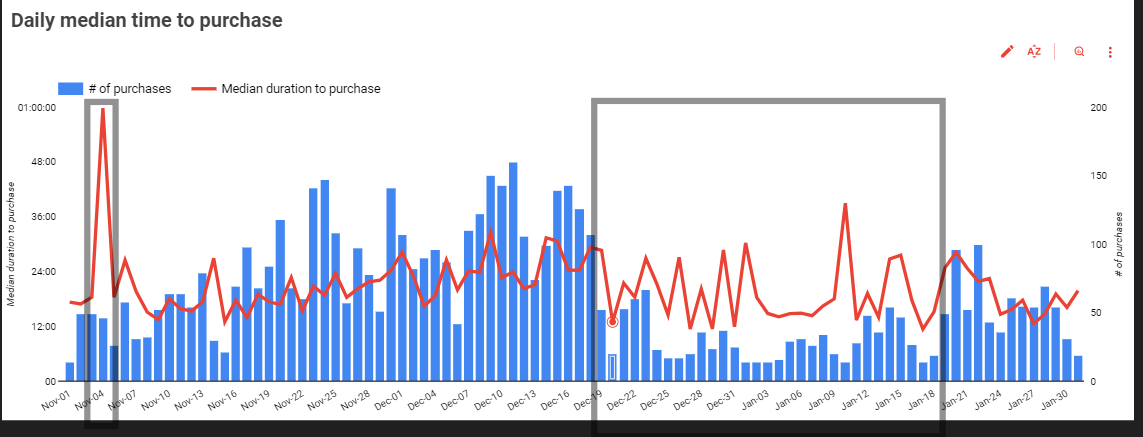 Daily median time to purchase
AZ
# of purchases
Median duration to purchase
01:00:00
48:00
36:00
24:00
12:00
00
Median duration to purchase
200
150
100
50
0
# of purchases
Nov-01
Nov-04
Nov-07
Nov-10
Nov-13
Nov-16
Nov-19
Nov-22
Nov-25
Nov-28
Dec-01
Dec-04
Dec-07
Dec-10
Dec-13
Dec-16
Dec-19
Dec-22
Dec-25
Dec-28
Dec-31
Jan-03
Jan-06
Jan-09
Jan-12
Jan-15
Jan-18
Jan-21
Jan-24
Jan-27
Jan-30